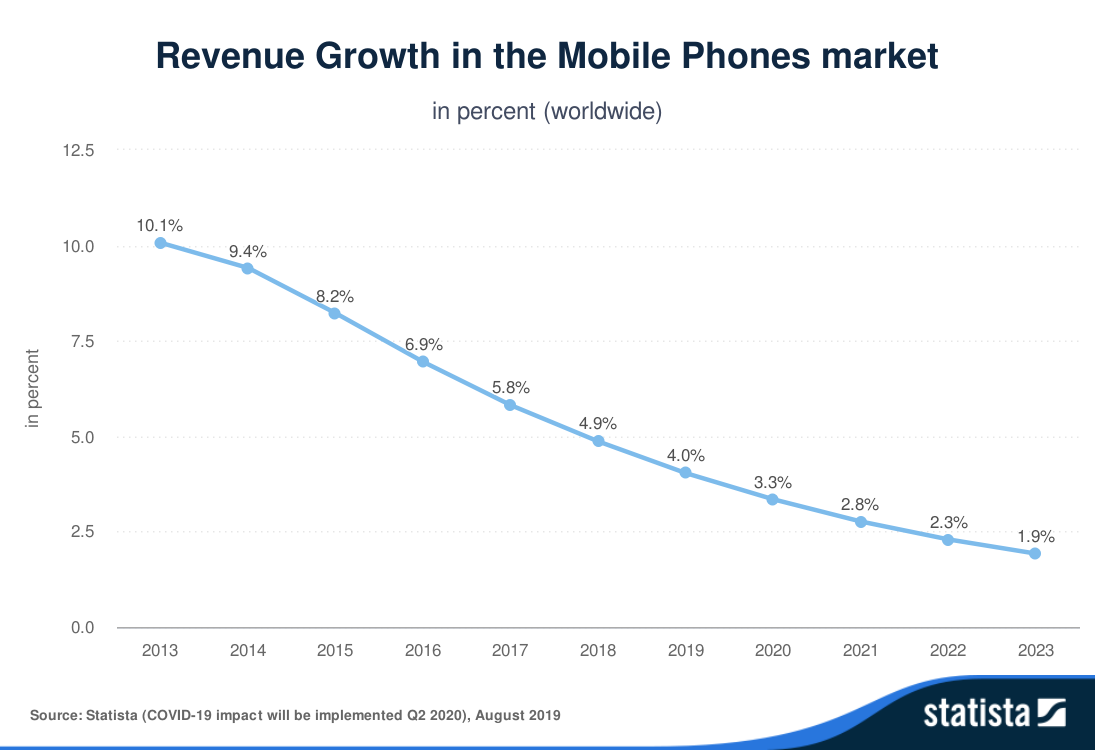 Revenue Growth in the Mobile Phones market
in percent (worldwide)
12.5
10.0
7.5
5.0
2.5
0.0
in percent
10.1%
9.4%
8.2%
6.9%
5.8%
4.9%
4.0%
3.3%
2.8%
2.3%
1.9%
2013 2014 2015 2016 2017 2018 2019 2020 2021 2022 2023
Source: Statista (COVID-19 impact will be implemented Q2 2020), August 2019
statista